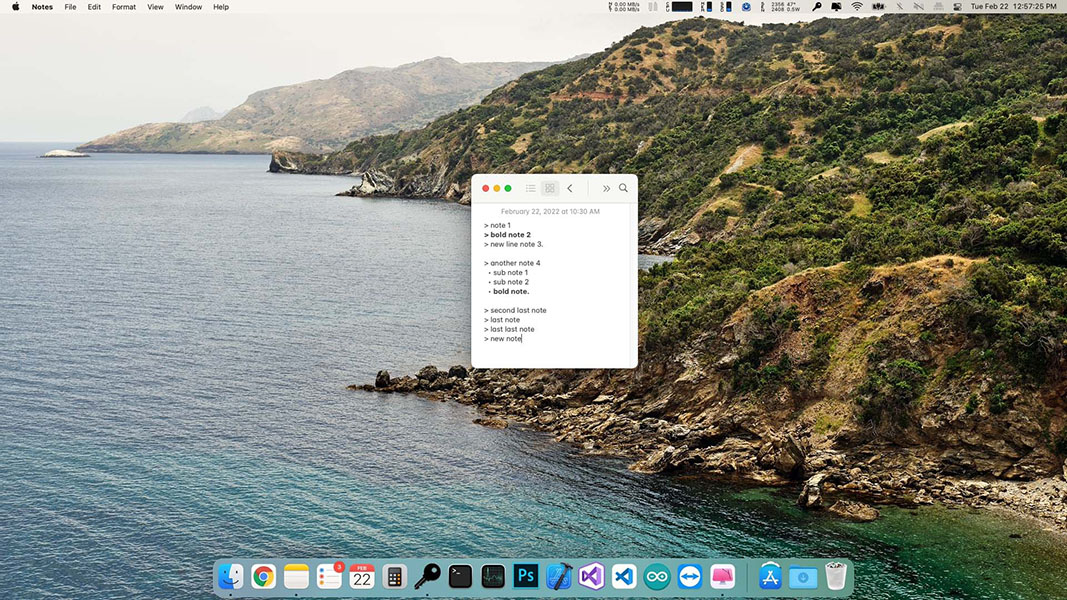 Notes File Edit Format View Window Help
0.00 MB/s
0.00 MB/s
2356 47°
2408 0.5W
Tue Feb 22 12:57:25 PM
February 22, 2022 at 10:30 AM
> note 1
> bold note 2
> new line note 3.
> another note 4
• sub note 1
• sub note 2
• bold note.
> second last note
> last note
> last last note
> new note
3
FEB
22
Ps